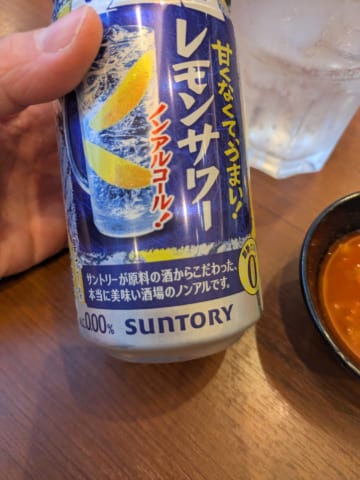 甘くなくて、うまい!
レモンサワー
ノンアルコール!
サントリーが原料の酒からこだわった、
本当に美味い酒場のノンアルです。
0
0.00%
SUNTORY